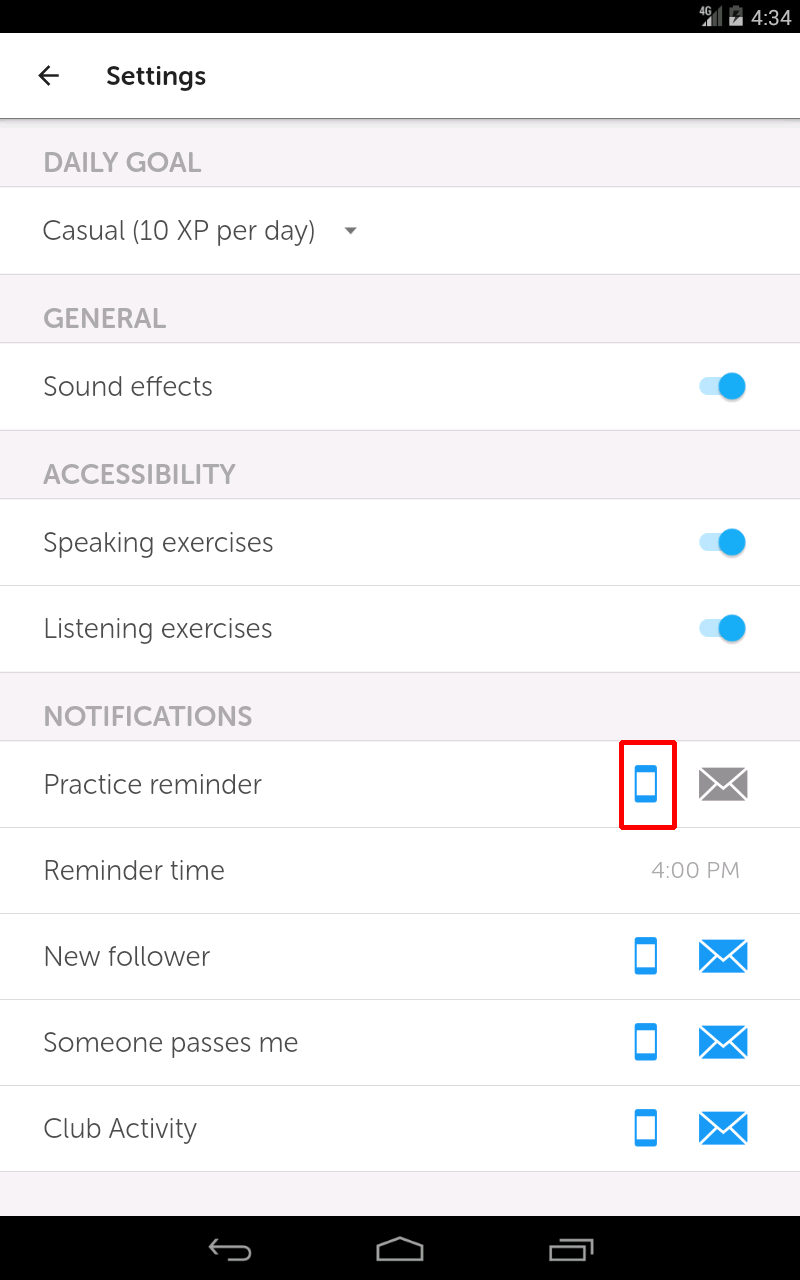 4G 4:34
Settings
DAILY GOAL
Casual (10 XP per day)
GENERAL
Sound effects
ACCESSIBILITY
Speaking exercises
Listening exercises
NOTIFICATIONS
Practice reminder
Reminder time 4:00 PM
New follower
Someone passes me
Club Activity